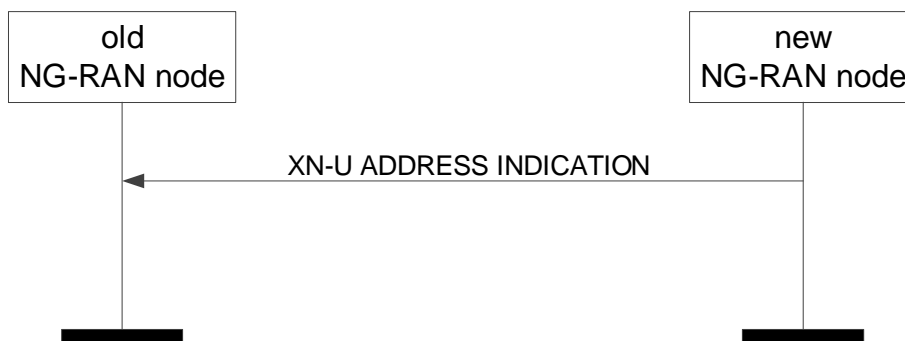 old
NG-RAN node
new
NG-RAN node
XN-U ADDRESS INDICATION